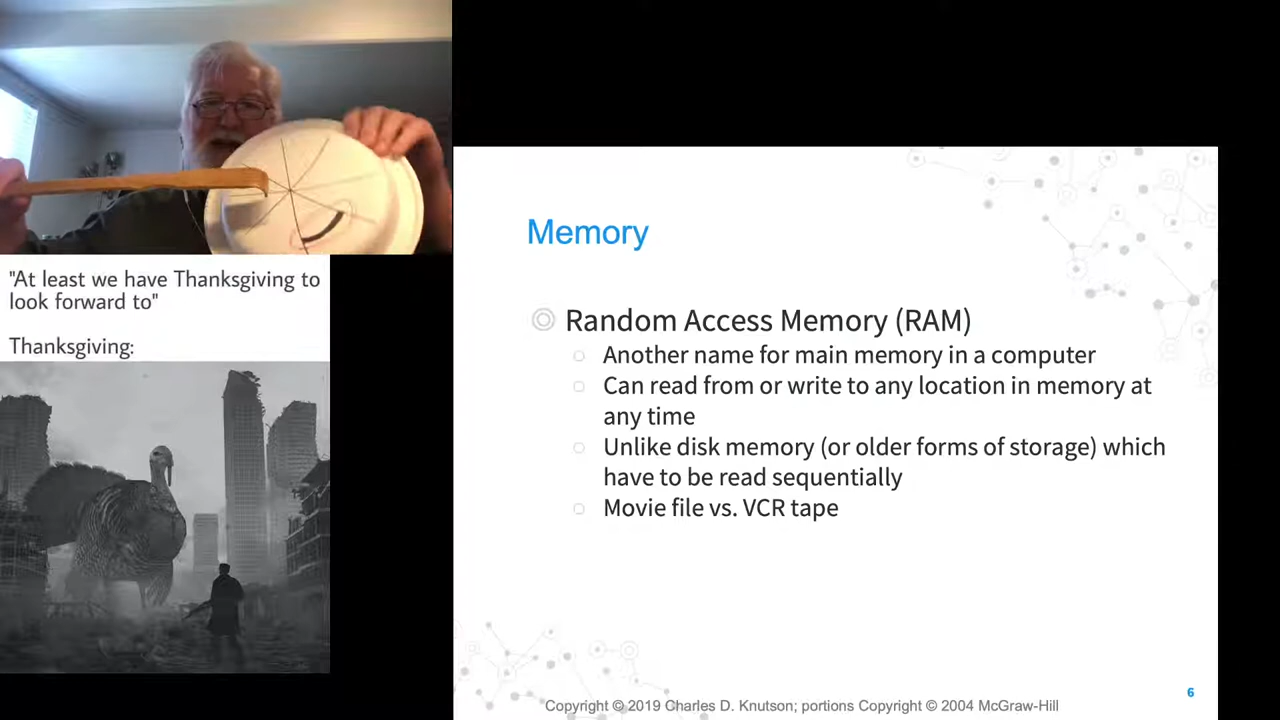 "At least we have Thanksgiving to
look forward to"
Thanksgiving:
Memory
Random Access Memory (RAM)
Another name for main memory in a computer
Can read from or write to any location in memory at
any time
Unlike disk memory (or older forms of storage) which
have to be read sequentially
Movie file vs. VCR tape
6
Copyright © 2019 Charles D. Knutson; portions Copyright © 2004 McGraw-Hill